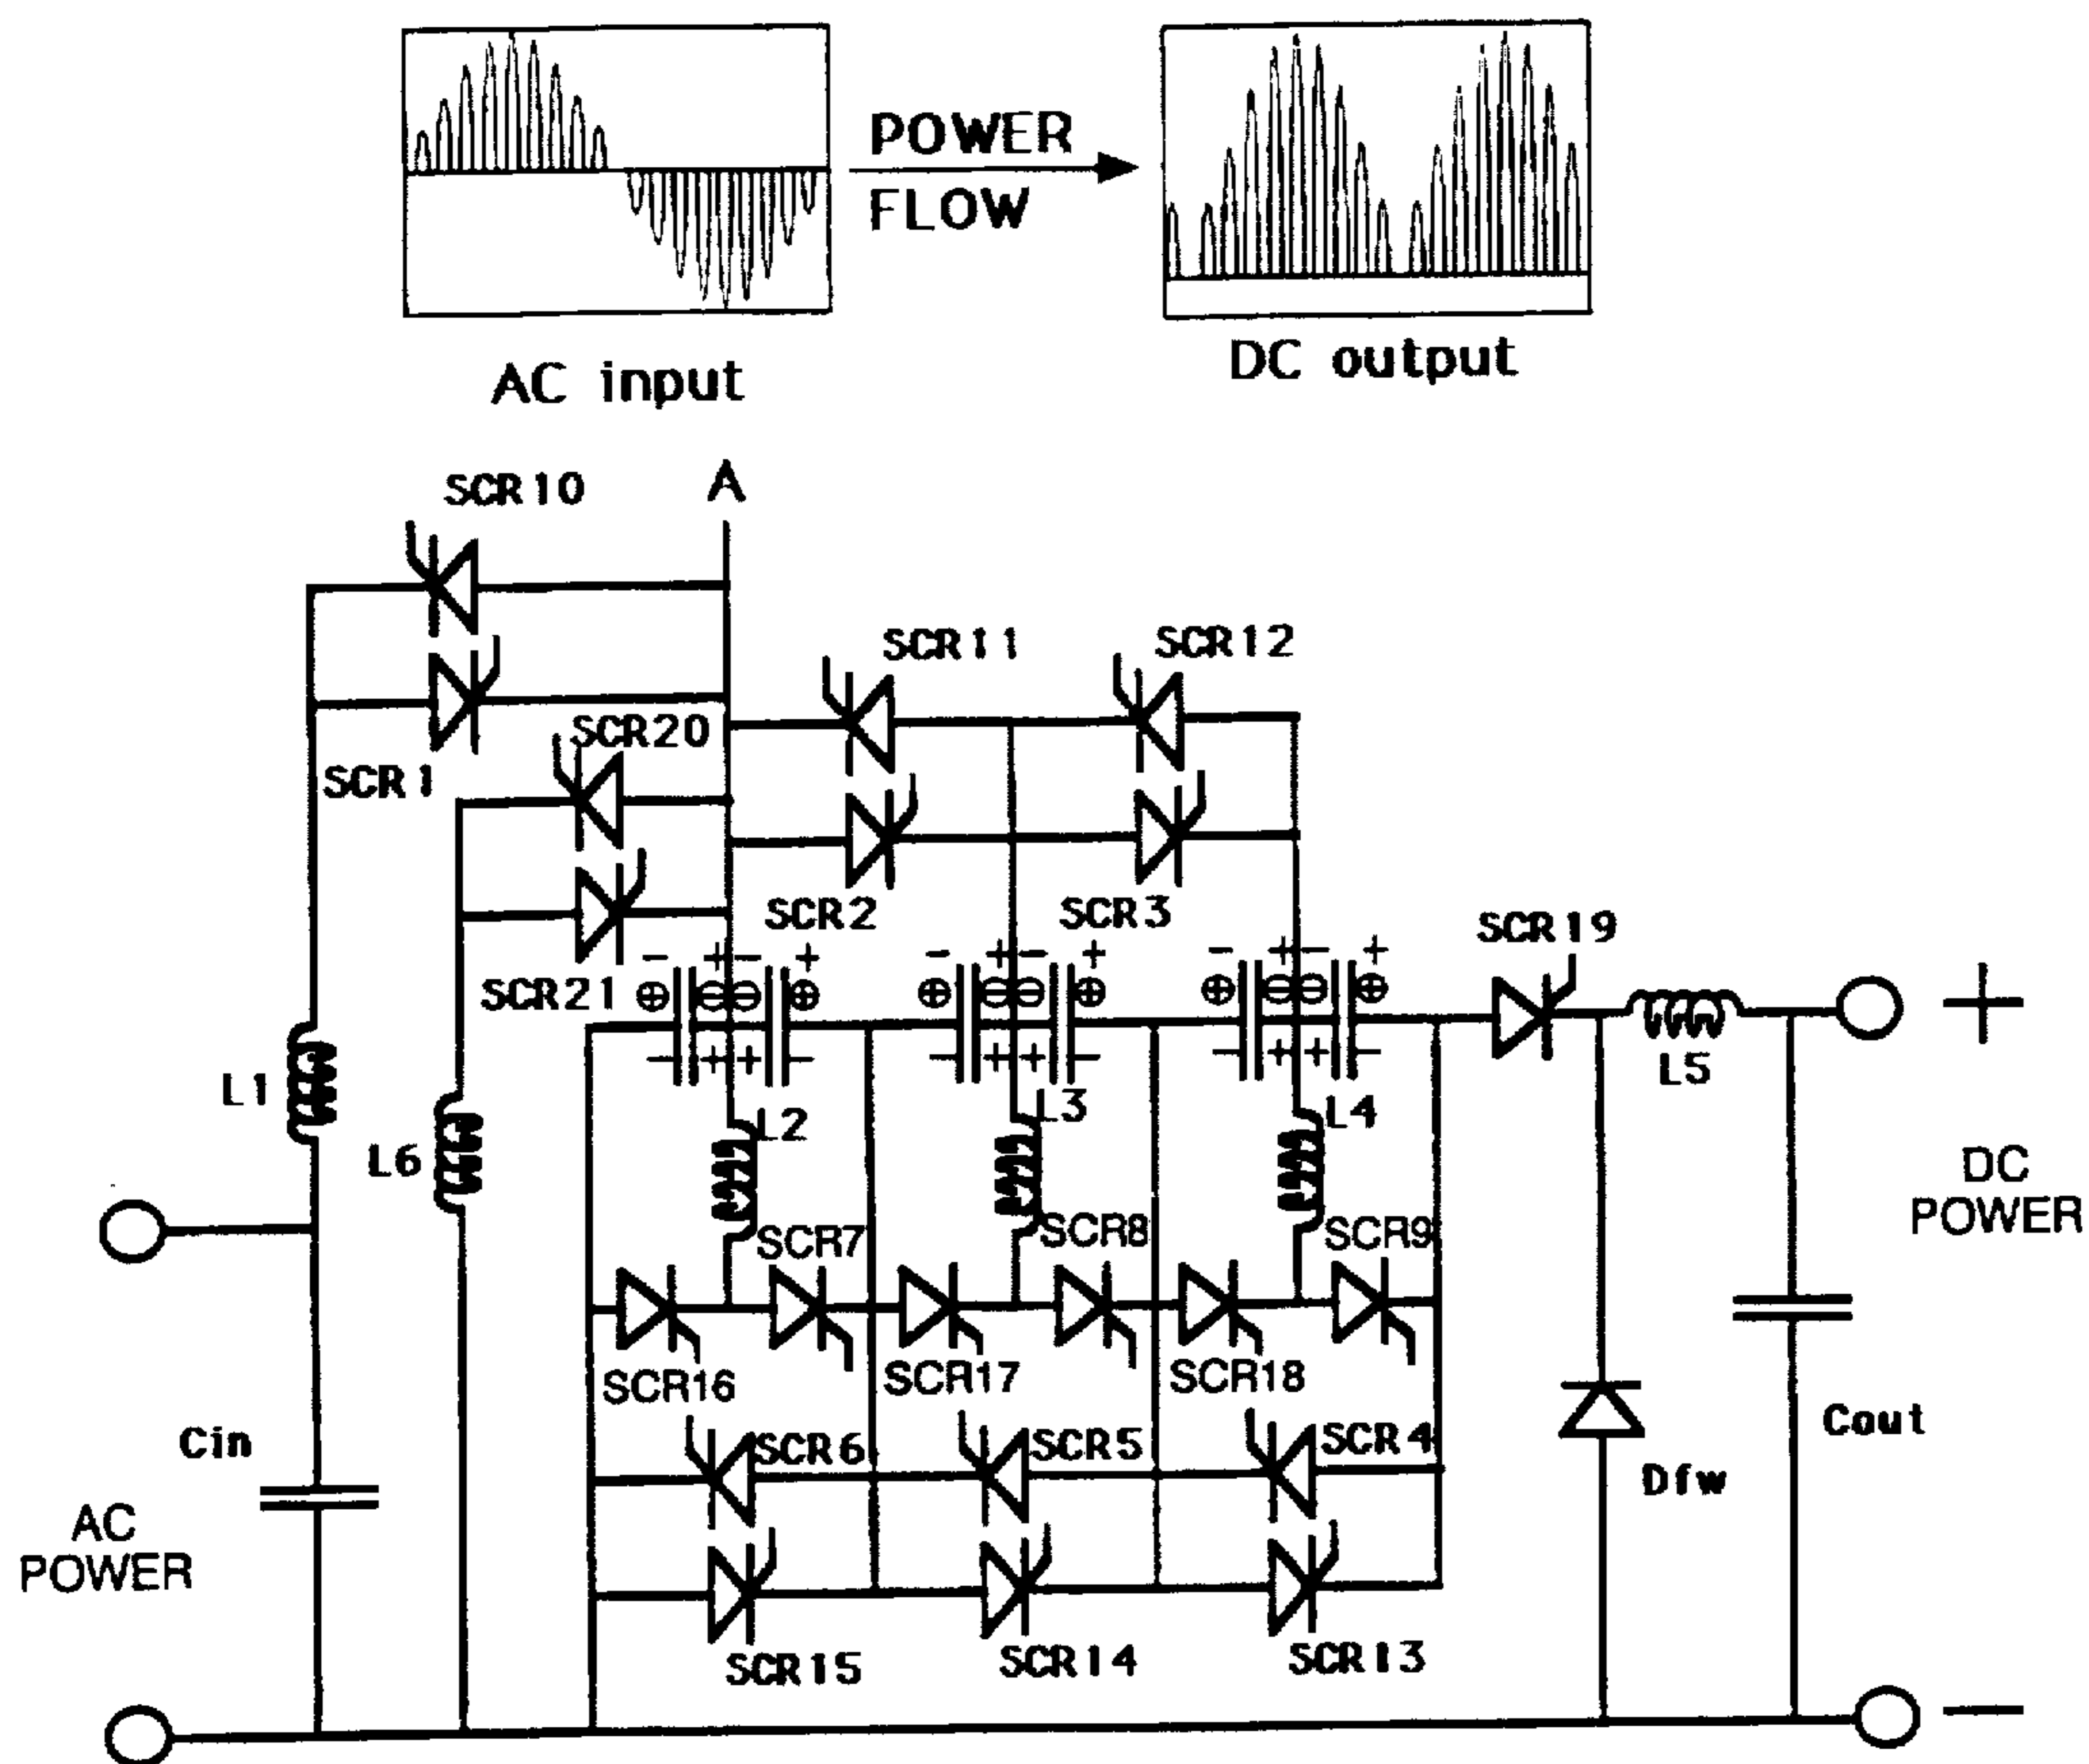 POWER
FLOW
AC input
DC output
SCR10
A
SCR11
SCR12
SCR20
SCR1
SCR2
SCR3
SCR19
SCR21
- + - +
- + - +
- + - +
⊕ ⊖ ⊖ ⊕
⊕ ⊖ ⊖ ⊕
⊕ ⊖ ⊖ ⊕
+
- + + -
- + + -
- + + -
L5
L1
L2
L3
L4
L6
DC
POWER
SCR7
SCR8
SCR9
SCR16
SCR17
SCR18
Cin
SCR6
SCR5
SCR4
Cout
Dfw
AC
POWER
SCR15
SCR14
SCR13
—